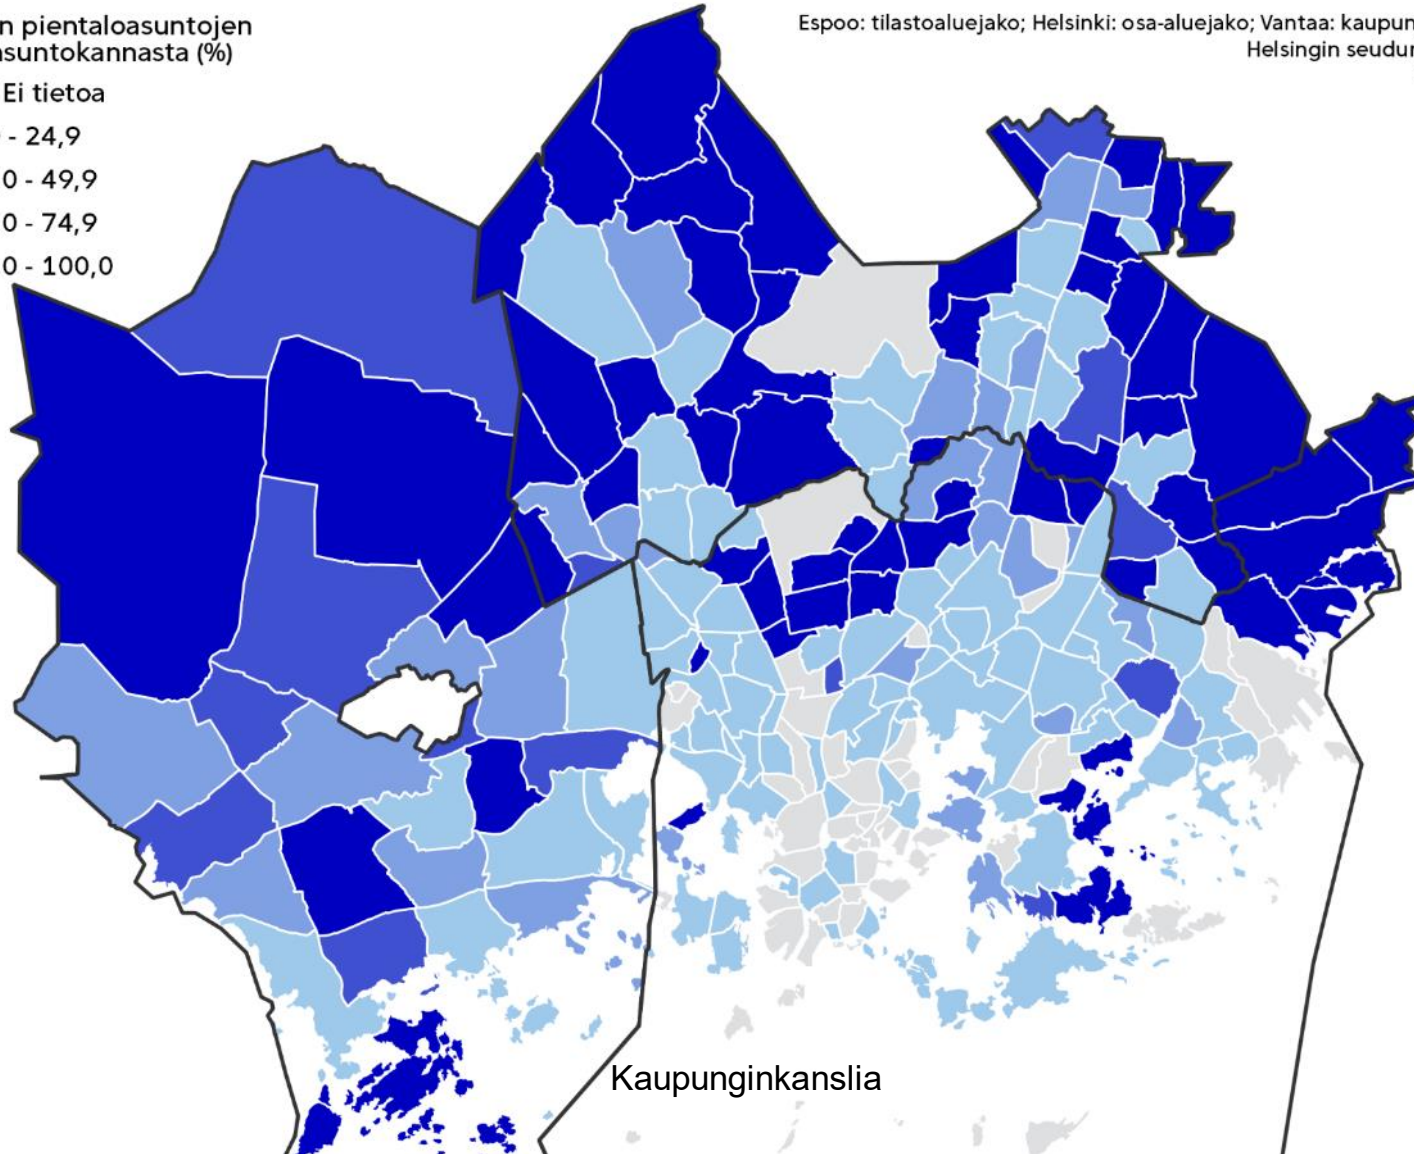 n pientaloasuntojen
asuntokannasta (%)
Ei tietoa
- 24,9
0 - 49,9
0 - 74,9
0 - 100,0
Espoo: tilastoaluejako; Helsinki: osa-aluejako; Vantaa: kaupun
Helsingin seudun
Kaupunginkanslia